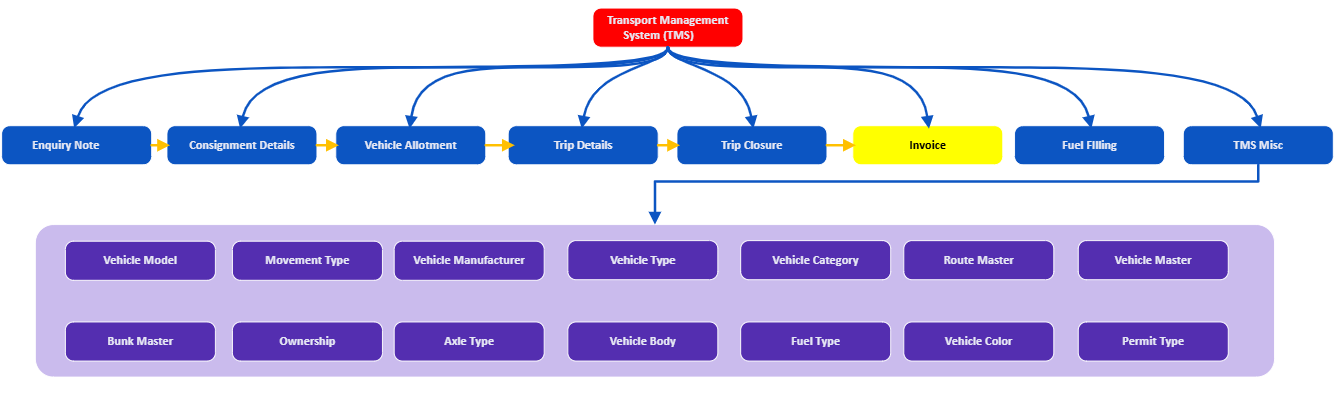 Transport Management
System (TMS)
Enquiry Note
Consignment Details
Vehicle Allotment
Trip Details
Trip Closure
Invoice
Fuel FIlling
TMS Misc
Vehicle Model
Movement Type
Vehicle Manufacturer
Vehicle Type
Vehicle Category
Route Master
Vehicle Master
Bunk Master
Ownership
Axle Type
Vehicle Body
Fuel Type
Vehicle Color
Permit Type